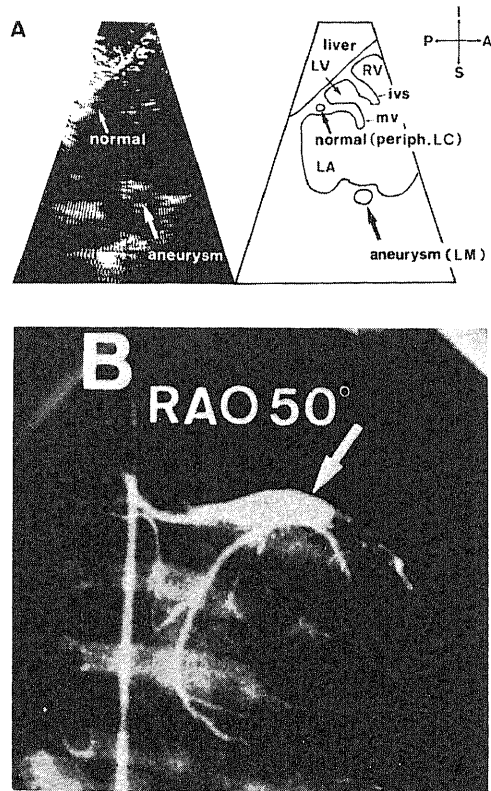 A
normal
aneurysm
I
P A
S
liver
LV
RV
ivs
mv
normal (periph. LC)
LA
aneurysm (LM)
B
RAO 50°